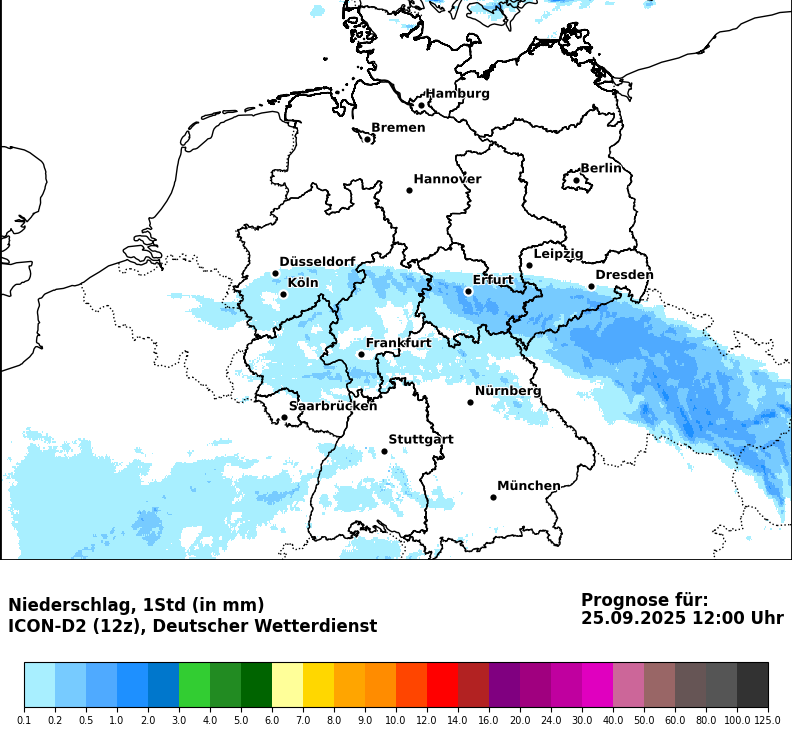 Hamburg
Bremen
Berlin
Hannover
Leipzig
Düsseldorf
Dresden
Köln
Erfurt
Frankfurt
Nürnberg
Saarbrücken
Stuttgart
München
Niederschlag, 1Std (in mm)
ICON-D2 (12z), Deutscher Wetterdienst
Prognose für:
25.09.2025 12:00 Uhr
0.1 0.2 0.5 1.0 2.0 3.0 4.0 5.0 6.0 7.0 8.0 9.0 10.0 12.0 14.0 16.0 20.0 24.0 30.0 40.0 50.0 60.0 80.0 100.0 125.0